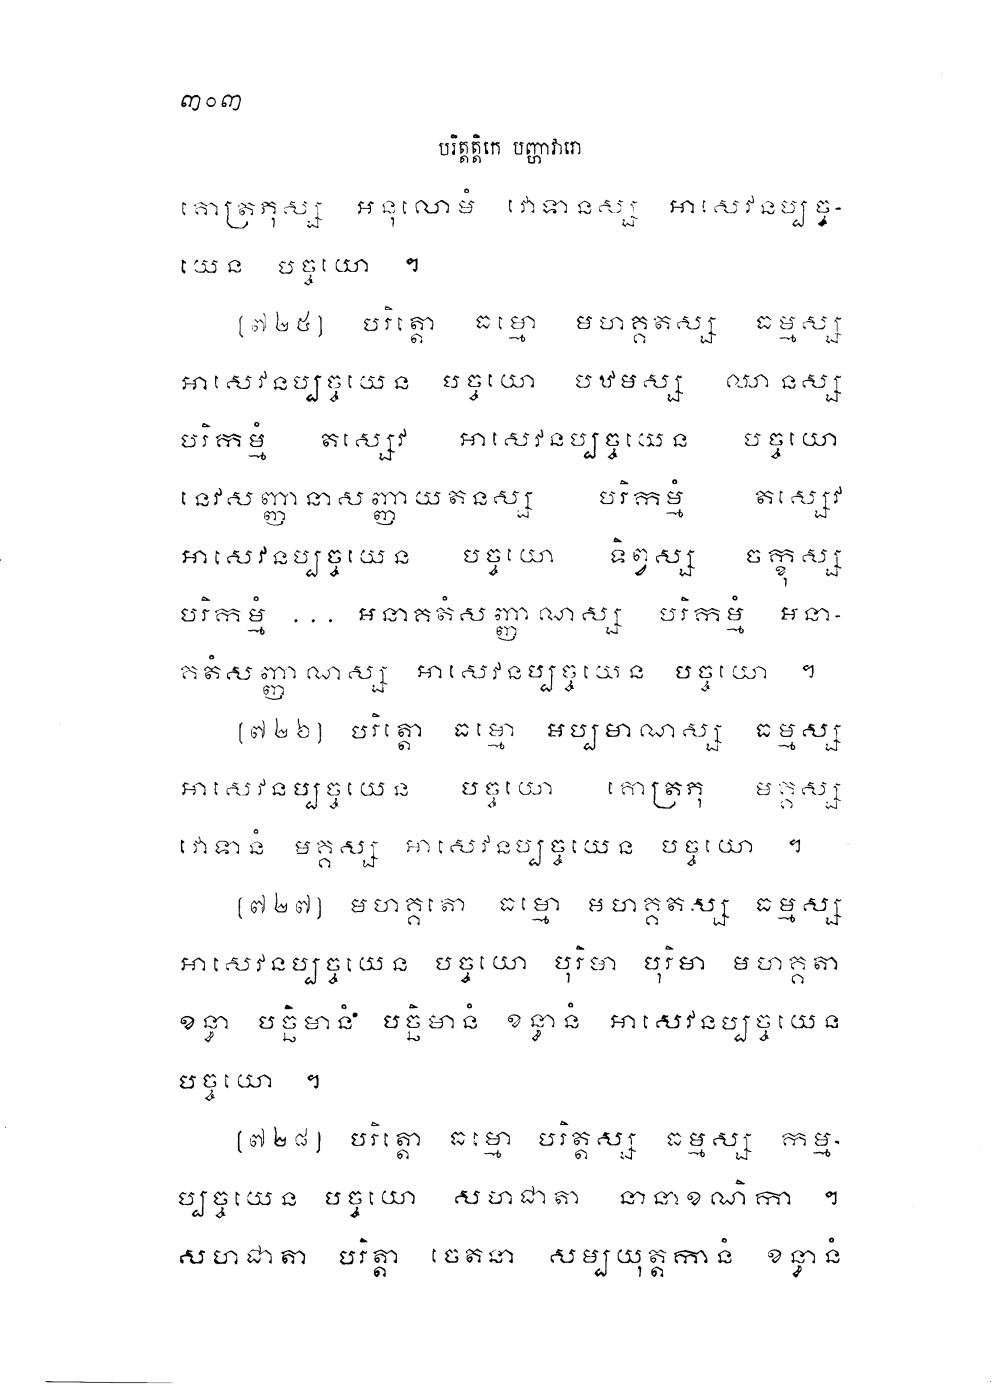 ៣០៣
បរិត្តត្តិកេ បញ្ហាវារោ
គោត្រភុស្ស អនុលោមំ វោទានស្ស អាសេវនប្បច្ច-
យេន បច្ចយោ ។
[៧២៥] បរិត្តោ ធម្មោ មហគ្គតស្ស ធម្មស្ស
អាសេវនប្បច្ចយេន បច្ចយោ បឋមស្ស ឈានស្ស
បរិកម្មំ តស្សេវ អាសេវនប្បច្ចយេន បច្ចយោ
នេវសញ្ញានាសញ្ញាយតនស្ស បរិកម្មំ តស្សេវ
អាសេវនប្បច្ចយេន បច្ចយោ ទិព្វស្ស ចក្ខុស្ស
បរិកម្មំ ... អនាគតំសញ្ញាណស្ស បរិកម្មំ អនា-
គតំសញ្ញាណស្ស អាសេវនប្បច្ចយេន បច្ចយោ ។
[៧២៦] បរិត្តោ ធម្មោ អប្បមាណស្ស ធម្មស្ស
អាសេវនប្បច្ចយេន បច្ចយោ គោត្រភុ មគ្គស្ស
វោទានំ មគ្គស្ស អាសេវនប្បច្ចយេន បច្ចយោ ។
[៧២៧] មហគ្គតោ ធម្មោ មហគ្គតស្ស ធម្មស្ស
អាសេវនប្បច្ចយេន បច្ចយោ បុរិមា បុរិមា មហគ្គតា
ខន្ធា បច្ឆិមានំ បច្ឆិមានំ ខន្ធានំ អាសេវនប្បច្ចយេន
បច្ចយោ ។
[៧២៨] បរិត្តោ ធម្មោ បរិត្តស្ស ធម្មស្ស កម្ម-
ប្បច្ចយេន បច្ចយោ សហជាតា នានាខណិកា ។
សហជាតា បរិត្តា ចេតនា សម្បយុត្តកានំ ខន្ធានំ